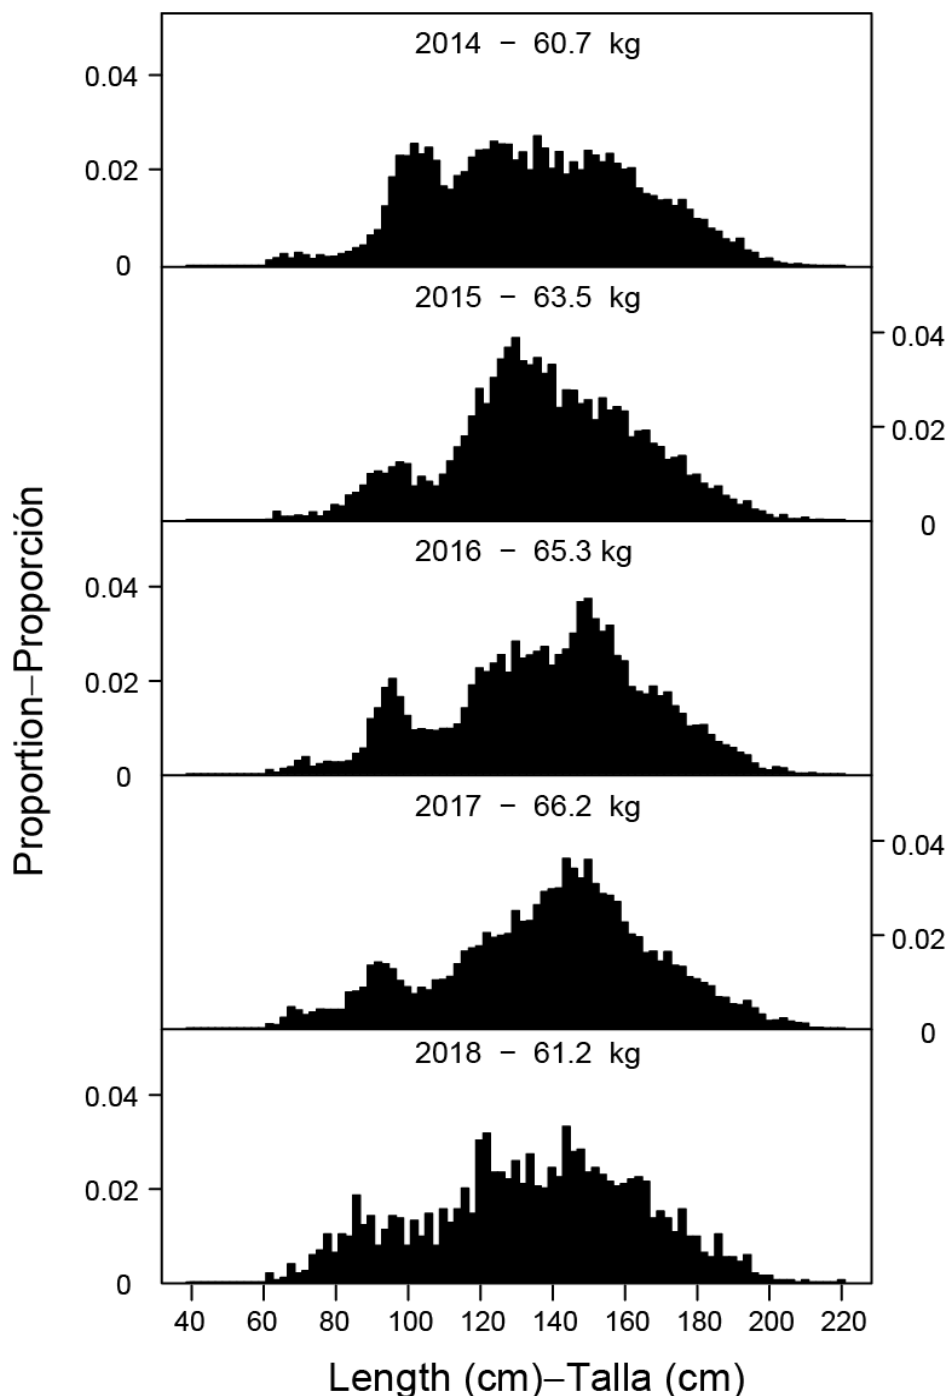 2014 − 60.7 kg
0.04
0.02
0
2015 − 63.5 kg
0.04
0.02
0
2016 − 65.3 kg
0.04
0.02
0
2017 − 66.2 kg
0.04
0.02
0
2018 − 61.2 kg
0.04
0.02
0
40 60 80 100 120 140 160 180 200 220
Length (cm)−Talla (cm)
Proportion−Proporción